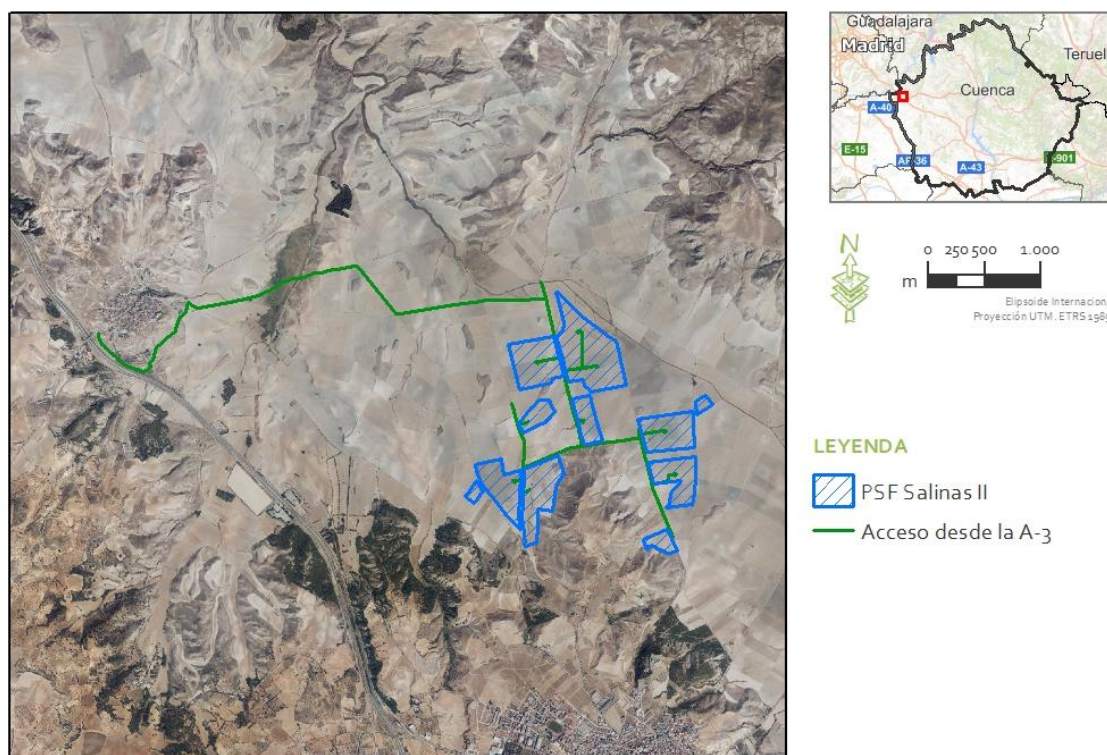 Guadalajara
Madrid
Teruel
Cuenca
A-40
E-15
A-43
N
0 250 500 1.000
m
Elipsoide Internacion
Proyección UTM. ETRS 1989
LEYENDA
PSF Salinas II
Acceso desde la A-3